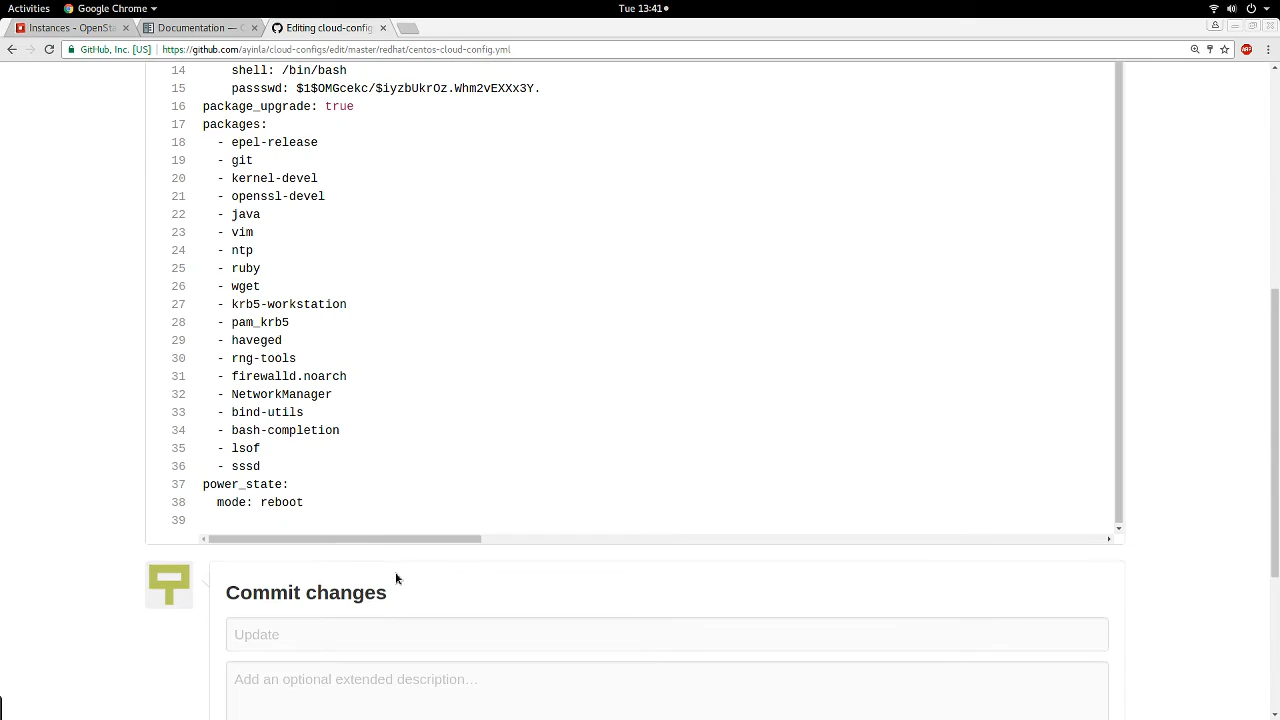 Activities
Google Chrome
Tue 13:41
Instances - OpenSta
Documentation —
Editing cloud-config
GitHub, Inc. [US]
https://github.com/ayinla/cloud-configs/edit/master/redhat/centos-cloud-config.yml
ABP
14 shell: /bin/bash
15 passswd: $1$OMGcekc/$iyzbUkrOz.Whm2vEXXx3Y.
16 package_upgrade: true
17 packages:
18 - epel-release
19 - git
20 - kernel-devel
21 - openssl-devel
22 - java
23 - vim
24 - ntp
25 - ruby
26 - wget
27 - krb5-workstation
28 - pam_krb5
29 - haveged
30 - rng-tools
31 - firewalld.noarch
32 - NetworkManager
33 - bind-utils
34 - bash-completion
35 - lsof
36 - sssd
37 power_state:
38 mode: reboot
39
Commit changes
Update
Add an optional extended description…